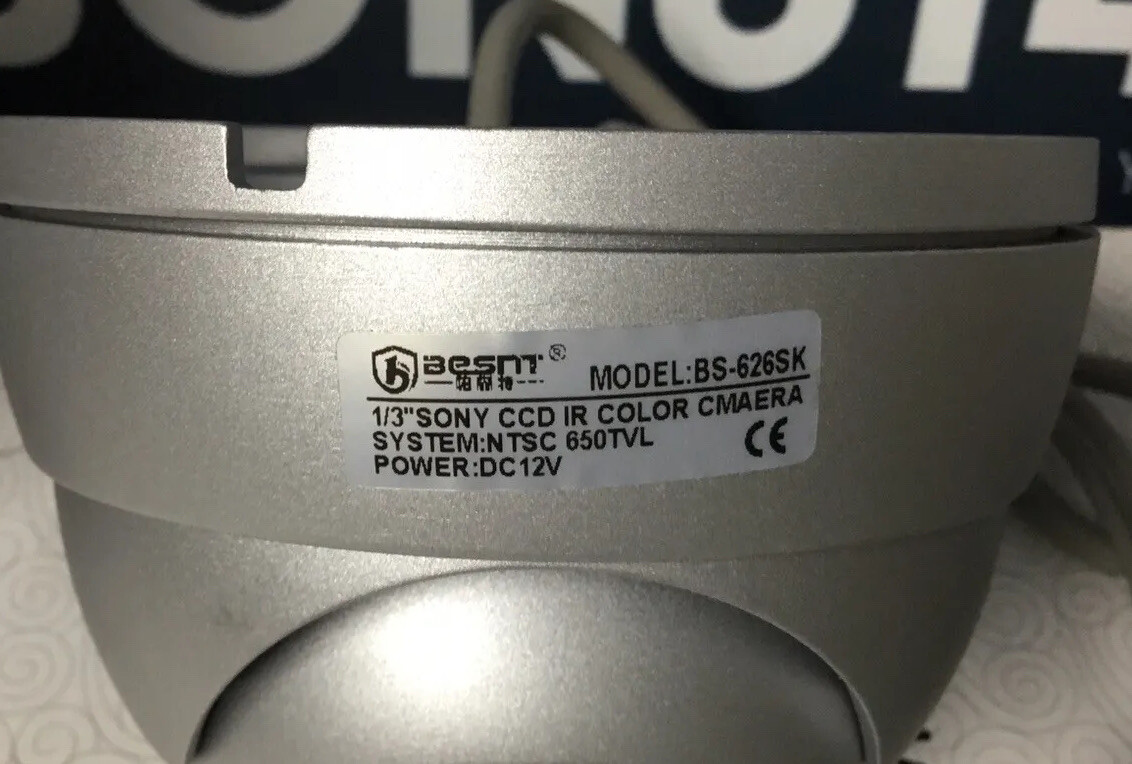 BESNT®
MODEL:BS-626SK
1/3"SONY CCD IR COLOR CMAERA
SYSTEM:NTSC 650TVL
POWER:DC12V
CE